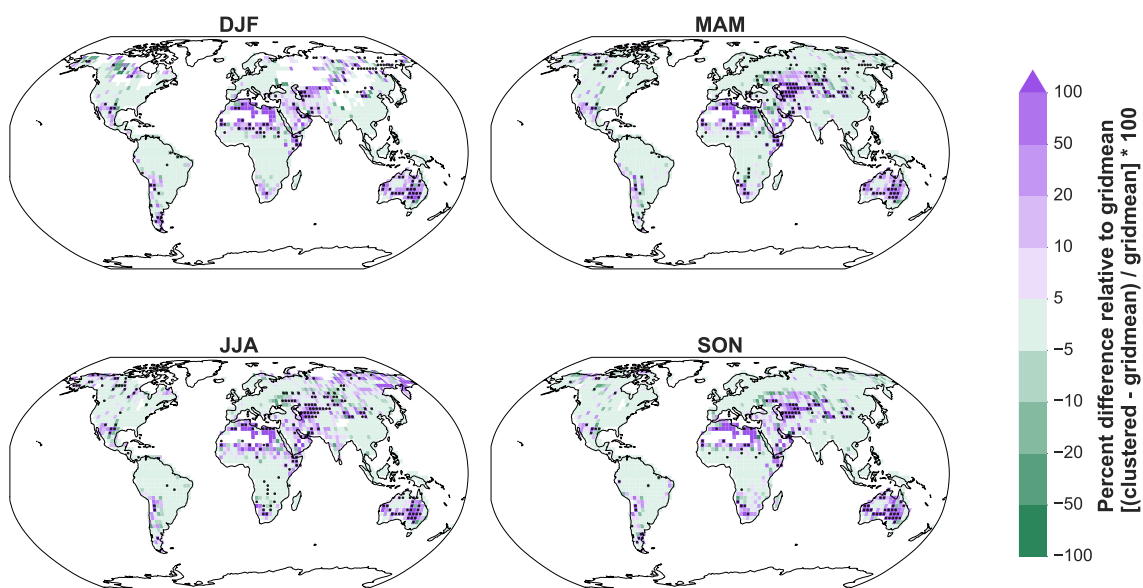 DJF
MAM
JJA
SON
100
50
20
10
5
−5
−10
−20
−50
−100
Percent difference relative to gridmean
[(clustered - gridmean) / gridmean] * 100